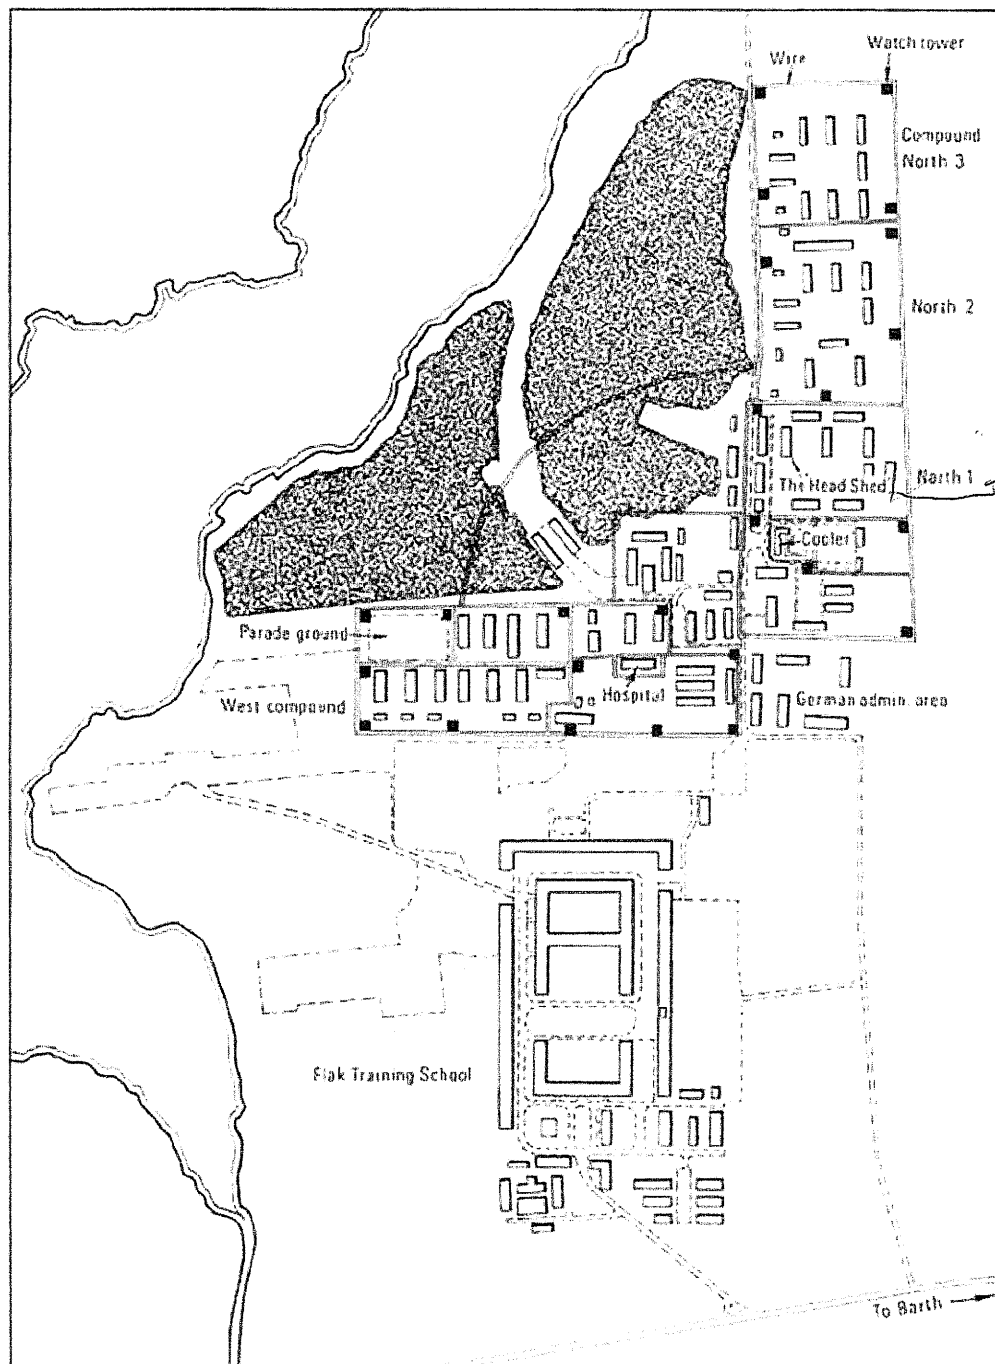 Watch tower
Wire
Compound
North 3
North 2
North 1
The Head Shed
Cooler
Parade ground
Hospital
West compound
German admin. area
Flak Training School
To Barth